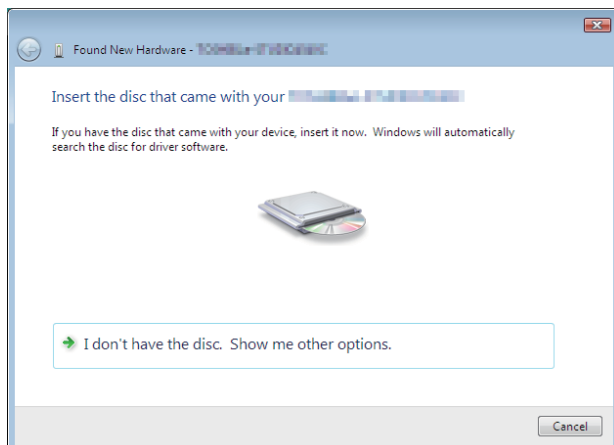 Found New Hardware -
Insert the disc that came with your
If you have the disc that came with your device, insert it now. Windows will automatically
search the disc for driver software.
I don't have the disc. Show me other options.
Cancel